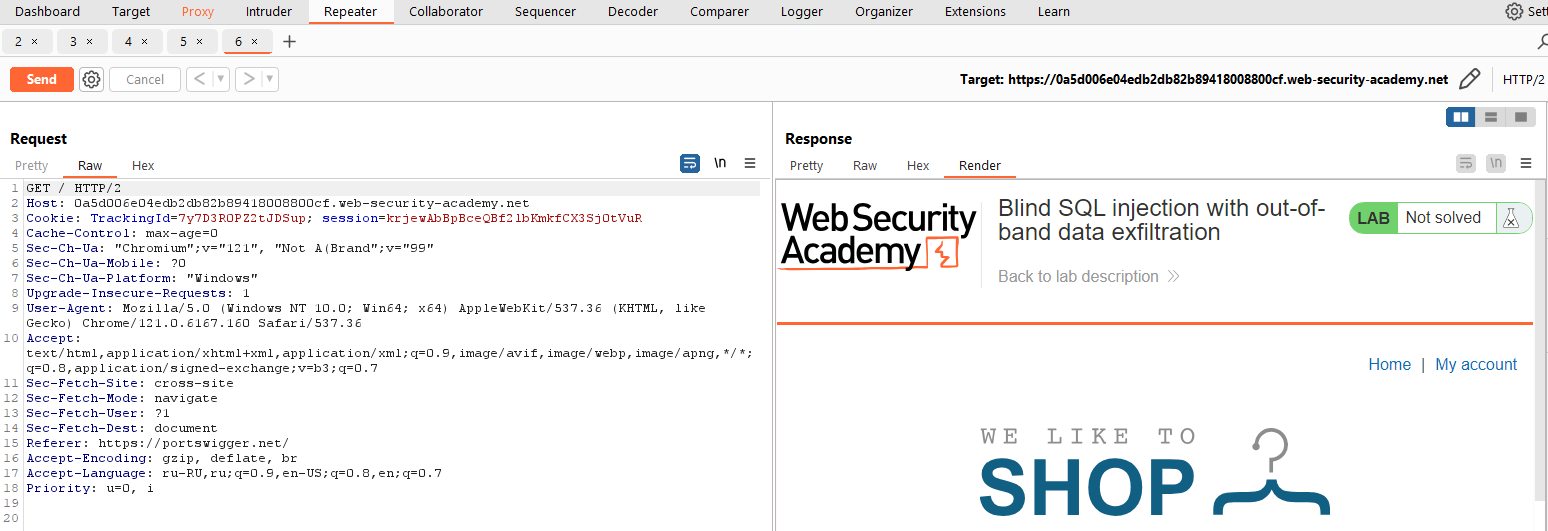 Dashboard Target Proxy Intruder Repeater Collaborator Sequencer Decoder Comparer Logger Organizer Extensions Learn Sett
2 × 3 × 4 × 5 × 6 × +
Send Cancel < > Target: https://0a5d006e04edb2db82b89418008800cf.web-security-academy.net HTTP/2
Request
Pretty Raw Hex \n
1 GET / HTTP/2
2 Host: 0a5d006e04edb2db82b89418008800cf.web-security-academy.net
3 Cookie: TrackingId=7y7D3ROPZ2tJDSup; session=krjewAbBpBceQBf2lbKmkfCX3SjOtVuR
4 Cache-Control: max-age=0
5 Sec-Ch-Ua: "Chromium";v="121", "Not A(Brand";v="99"
6 Sec-Ch-Ua-Mobile: ?0
7 Sec-Ch-Ua-Platform: "Windows"
8 Upgrade-Insecure-Requests: 1
9 User-Agent: Mozilla/5.0 (Windows NT 10.0; Win64; x64) AppleWebKit/537.36 (KHTML, like
Gecko) Chrome/121.0.6167.160 Safari/537.36
10 Accept:
text/html,application/xhtml+xml,application/xml;q=0.9,image/avif,image/webp,image/apng,*/*;
q=0.8,application/signed-exchange;v=b3;q=0.7
11 Sec-Fetch-Site: cross-site
12 Sec-Fetch-Mode: navigate
13 Sec-Fetch-User: ?1
14 Sec-Fetch-Dest: document
15 Referer: https://portswigger.net/
16 Accept-Encoding: gzip, deflate, br
17 Accept-Language: ru-RU,ru;q=0.9,en-US;q=0.8,en;q=0.7
18 Priority: u=0, i
19
20
Response
Pretty Raw Hex Render \n
Web Security
Academy
Blind SQL injection with out-of-
band data exfiltration
Back to lab description
LAB Not solved
Home | My account
WE LIKE TO
SHOP